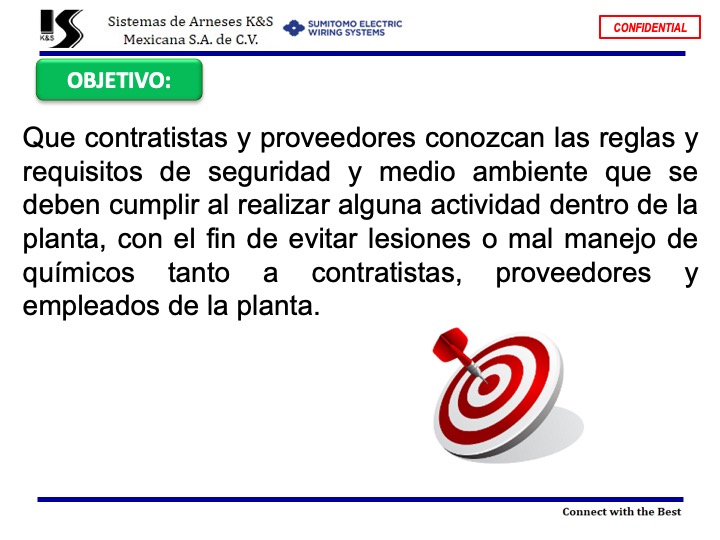 K&S
Sistemas de Arneses K&S
Mexicana S.A. de C.V.
SUMITOMO ELECTRIC
WIRING SYSTEMS
CONFIDENTIAL
OBJETIVO:
Que contratistas y proveedores conozcan las reglas y
requisitos de seguridad y medio ambiente que se
deben cumplir al realizar alguna actividad dentro de la
planta, con el fin de evitar lesiones o mal manejo de
químicos tanto a contratistas, proveedores y
empleados de la planta.
Connect with the Best